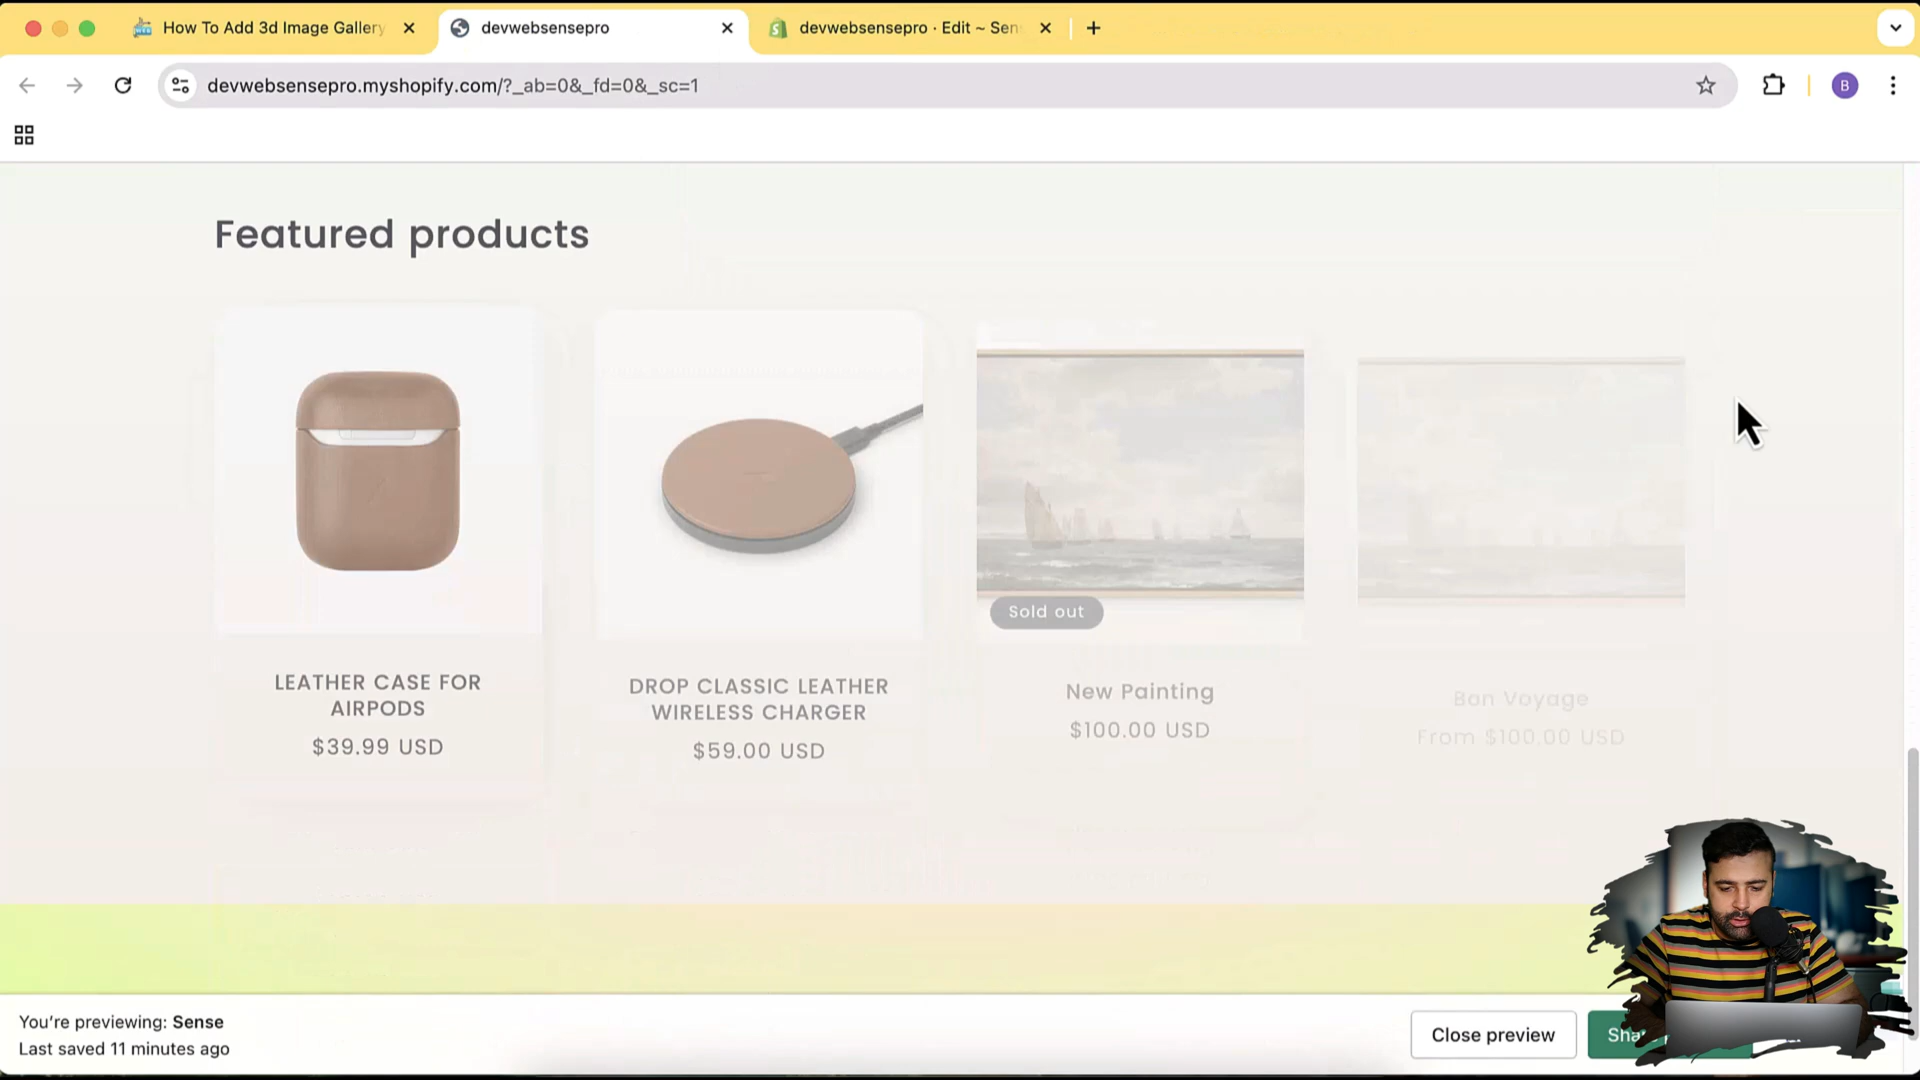 How To Add 3d Image Gallery
devwebsensepro
devwebsensepro · Edit ~ Sen
devwebsensepro.myshopify.com/?_ab=0&_fd=0&_sc=1
B
Featured products
Sold out
LEATHER CASE FOR
AIRPODS
$39.99 USD
DROP CLASSIC LEATHER
WIRELESS CHARGER
$59.00 USD
New Painting
$100.00 USD
Bon Voyage
From $100.00 USD
You're previewing: Sense
Last saved 11 minutes ago
Close preview